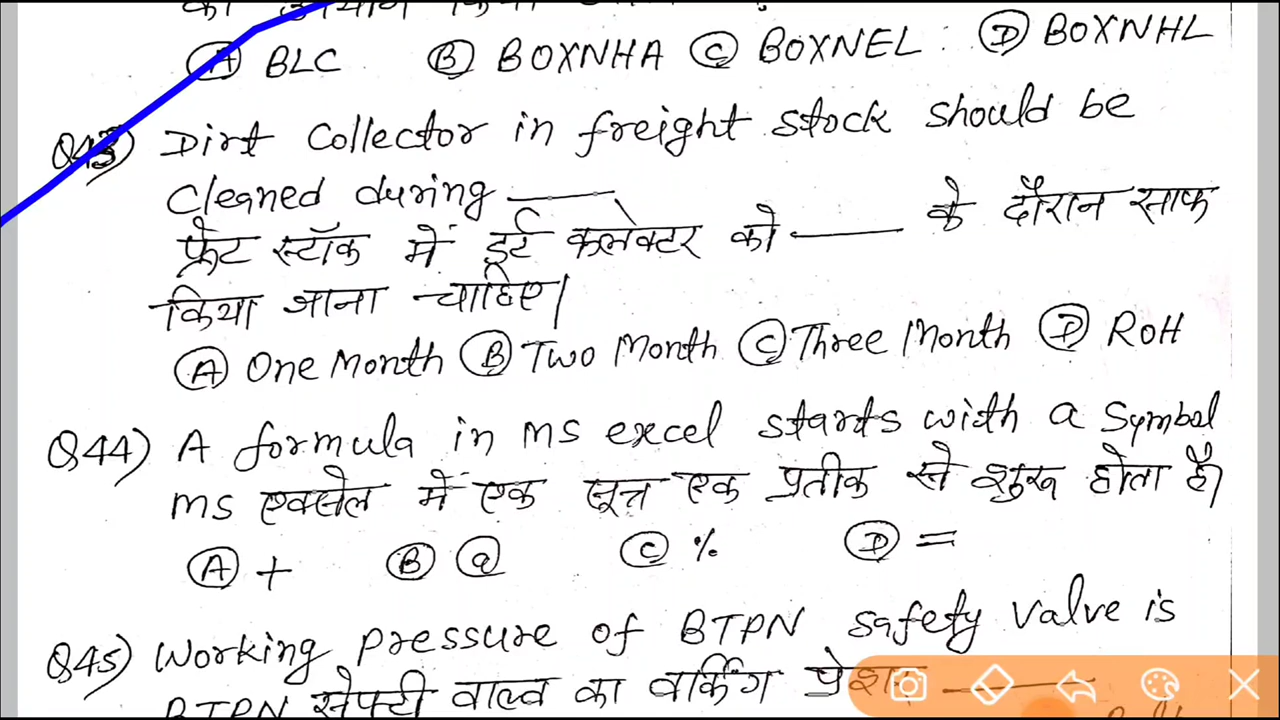 का उपयोग किया
(A) BLC (B) BOXNHA (C) BOXNEL (D) BOXNHL
Q43) Dirt Collector in freight stock should be
Cleaned during ____
फ्रेट स्टॉक में डर्ट कलेक्टर को ____ के दौरान साफ
किया जाना चाहिए।
(A) One Month (B) Two Month (C) Three Month (D) ROH
Q44) A formula in MS excel starts with a Symbol
MS एक्सेल में एक सूत्र एक प्रतीक से शुरू होता है।
(A) + (B) @ (C) % (D) =
Q45) Working pressure of BTPN safety valve is
BTPN सेफ्टी वाल्व का वर्किंग प्रेशर ____